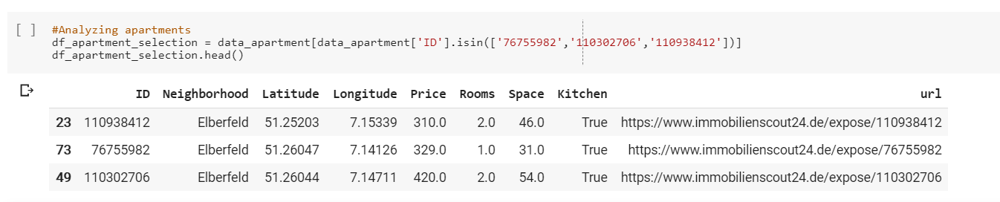 [ ] #Analyzing apartments
df_apartment_selection = data_apartment[data_apartment['ID'].isin(['76755982','110302706','110938412'])]
df_apartment_selection.head()
ID Neighborhood Latitude Longitude Price Rooms Space Kitchen url
23 110938412 Elberfeld 51.25203 7.15339 310.0 2.0 46.0 True https://www.immobilienscout24.de/expose/110938412
73 76755982 Elberfeld 51.26047 7.14126 329.0 1.0 31.0 True https://www.immobilienscout24.de/expose/76755982
49 110302706 Elberfeld 51.26044 7.14711 420.0 2.0 54.0 True https://www.immobilienscout24.de/expose/110302706